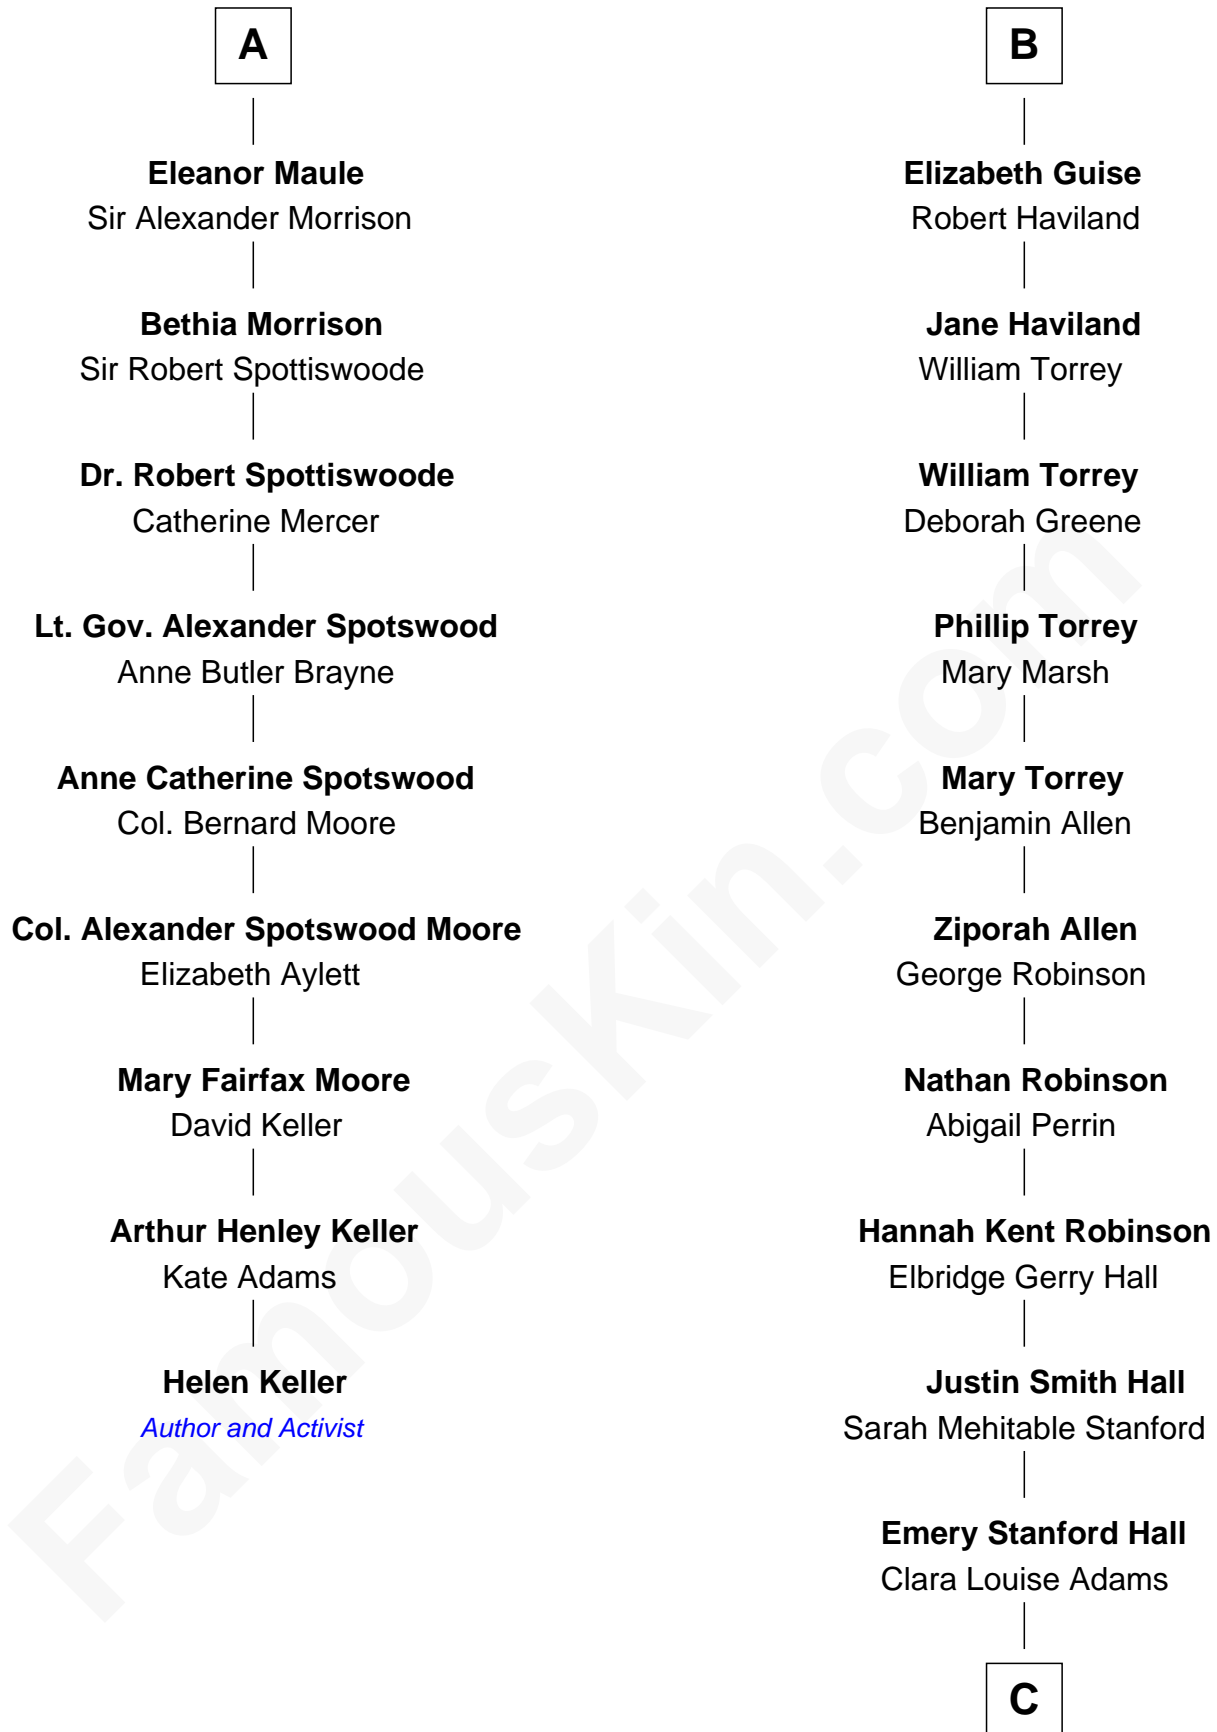 A
Eleanor Maule
Sir Alexander Morrison
Bethia Morrison
Sir Robert Spottiswoode
Dr. Robert Spottiswoode
Catherine Mercer
Lt. Gov. Alexander Spotswood
Anne Butler Brayne
Anne Catherine Spotswood
Col. Bernard Moore
Col. Alexander Spotswood Moore
Elizabeth Aylett
Mary Fairfax Moore
David Keller
Arthur Henley Keller
Kate Adams
Helen Keller
Author and Activist
B
Elizabeth Guise
Robert Haviland
Jane Haviland
William Torrey
William Torrey
Deborah Greene
Phillip Torrey
Mary Marsh
Mary Torrey
Benjamin Allen
Ziporah Allen
George Robinson
Nathan Robinson
Abigail Perrin
Hannah Kent Robinson
Elbridge Gerry Hall
Justin Smith Hall
Sarah Mehitable Stanford
Emery Stanford Hall
Clara Louise Adams
C
FamousKin.com